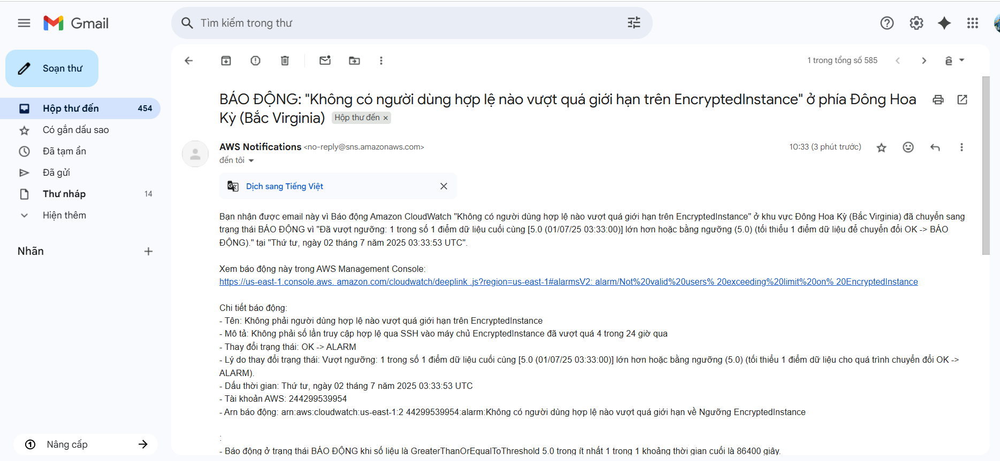 Gmail
Tìm kiếm trong thư
Soạn thư
1 trong tổng số 585
Hộp thư đến 454
Có gắn dấu sao
Đã tạm ẩn
Đã gửi
Thư nháp 14
Hiện thêm
Nhãn
Nâng cấp
BÁO ĐỘNG: "Không có người dùng hợp lệ nào vượt quá giới hạn trên EncryptedInstance" ở phía Đông Hoa
Kỳ (Bắc Virginia) Hộp thư đến
AWS Notifications <no-reply@sns.amazonaws.com>
10:33 (3 phút trước)
đến tôi
Dịch sang Tiếng Việt
Bạn nhận được email này vì Báo động Amazon CloudWatch "Không có người dùng hợp lệ nào vượt quá giới hạn trên EncryptedInstance" ở khu vực Đông Hoa Kỳ (Bắc Virginia) đã chuyển sang
trạng thái BÁO ĐỘNG vì "Đã vượt ngưỡng: 1 trong số 1 điểm dữ liệu cuối cùng [5.0 (01/07/25 03:33:00)] lớn hơn hoặc bằng ngưỡng (5.0) (tối thiểu 1 điểm dữ liệu để chuyển đổi OK -> BÁO
ĐỘNG)." tại "Thứ tư, ngày 02 tháng 7 năm 2025 03:33:53 UTC".
Xem báo động này trong AWS Management Console:
https://us-east-1.console.aws. amazon.com/cloudwatch/deeplink .js?region=us-east-1#alarmsV2: alarm/Not%20valid%20users% 20exceeding%20limit%20on% 20EncryptedInstance
Chi tiết báo động:
- Tên: Không phải người dùng hợp lệ nào vượt quá giới hạn trên EncryptedInstance
- Mô tả: Không phải số lần truy cập hợp lệ qua SSH vào máy chủ EncryptedInstance đã vượt quá 4 trong 24 giờ qua
- Thay đổi trạng thái: OK -> ALARM
- Lý do thay đổi trạng thái: Vượt ngưỡng: 1 trong số 1 điểm dữ liệu cuối cùng [5.0 (01/07/25 03:33:00)] lớn hơn hoặc bằng ngưỡng (5.0) (tối thiểu 1 điểm dữ liệu cho quá trình chuyển đổi OK ->
ALARM).
- Dấu thời gian: Thứ tư, ngày 02 tháng 7 năm 2025 03:33:53 UTC
- Tài khoản AWS: 244299539954
- Arn báo động: arn:aws:cloudwatch:us-east-1:2 44299539954:alarm:Không có người dùng hợp lệ nào vượt quá giới hạn về Ngưỡng EncryptedInstance
:
- Báo động ở trạng thái BÁO ĐỘNG khi số liệu là GreaterThanOrEqualToThreshold 5.0 trong ít nhất 1 trong 1 khoảng thời gian cuối là 86400 giây.